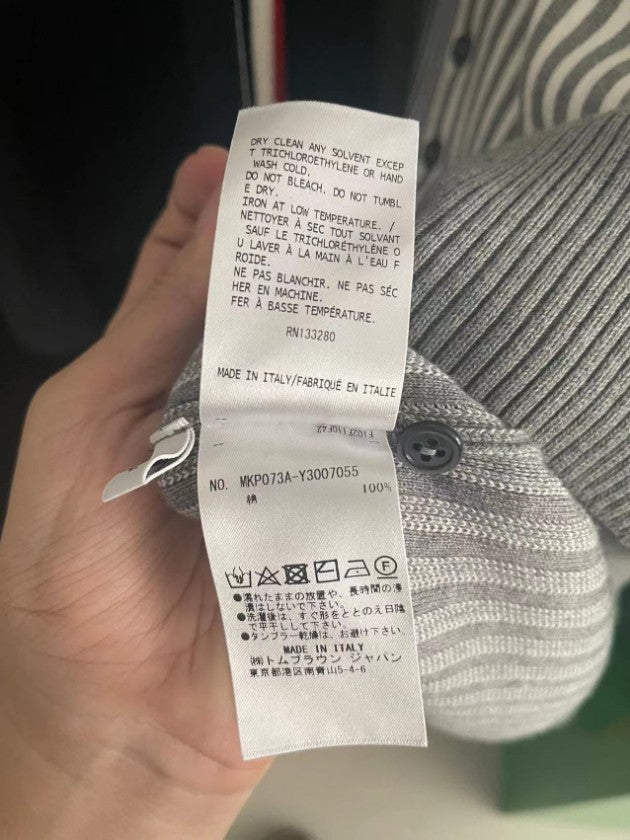 DRY CLEAN ANY SOLVENT EXCEP
T TRICHLOROETHYLENE OR HAND
WASH COLD.
DO NOT BLEACH. DO NOT TUMBL
E DRY.
IRON AT LOW TEMPERATURE. /
NETTOYER À SEC TOUT SOLVANT
SAUF LE TRICHLORÉTHYLÈNE O
U LAVER À LA MAIN À L'EAU F
ROIDE.
NE PAS BLANCHIR. NE PAS SÉC
HER EN MACHINE.
FER À BASSE TEMPÉRATURE.
RN133280
MADE IN ITALY/FABRIQUÉ EN ITALIE
NO. MKP073A-Y3007055
綿 100%
F
●濡れたままの放置や、長時間の浸
漬はしないで下さい。
●洗濯後は、すぐ形をととのえ日陰
で平干しして下さい。
●タンブラー乾燥は、お避け下さい
MADE IN ITALY
㈱トムブラウン ジャパン
東京都港区南青山5-4-6